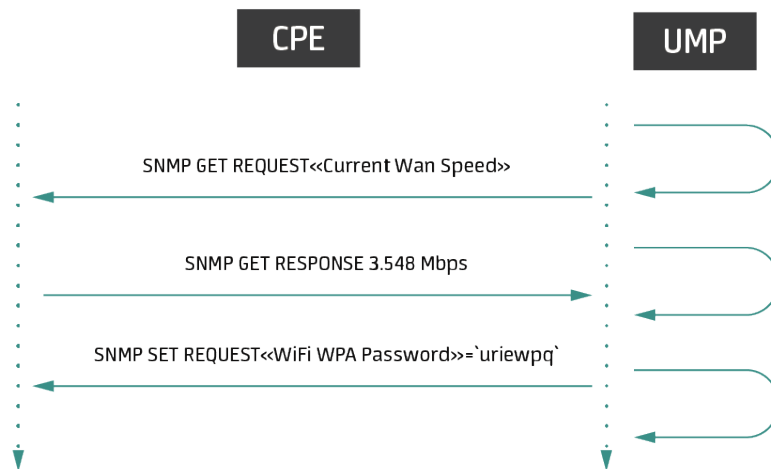 CPE
UMP
SNMP GET REQUEST«Current Wan Speed»
SNMP GET RESPONSE 3.548 Mbps
SNMP SET REQUEST«WiFi WPA Password»=`uriewpq`